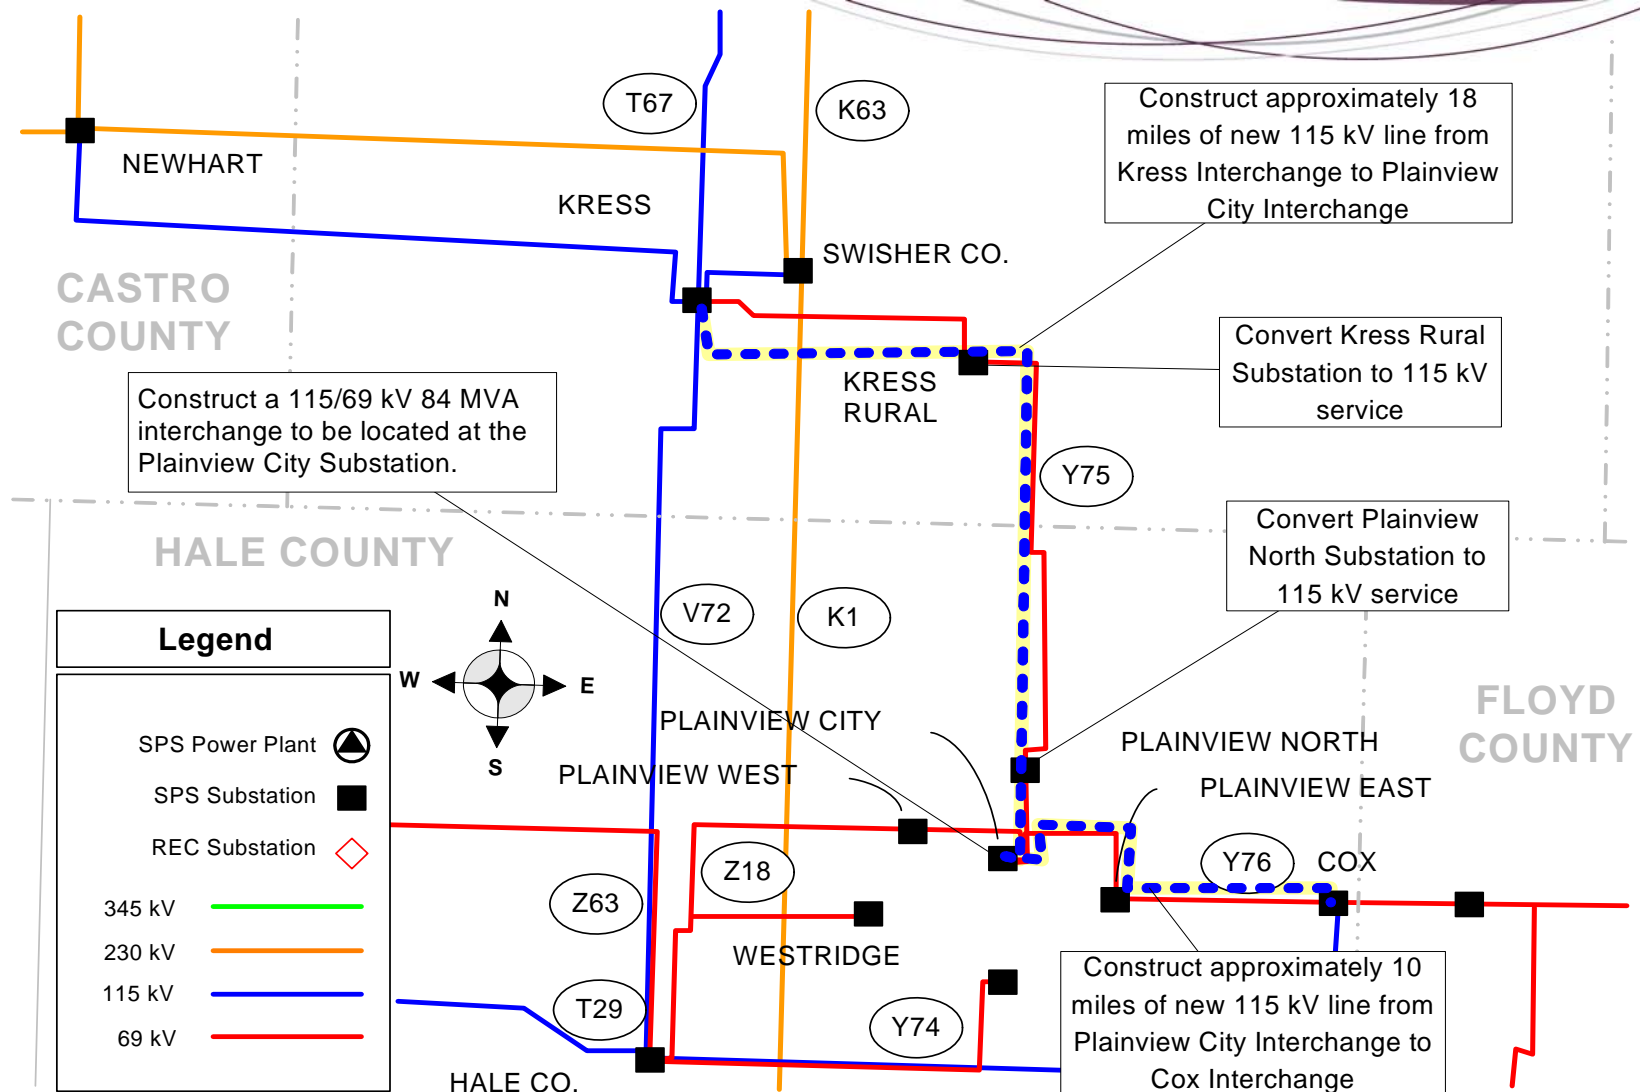 T67
K63
Construct approximately 18
miles of new 115 kV line from
Kress Interchange to Plainview
City Interchange
NEWHART
KRESS
SWISHER CO.
CASTRO
COUNTY
Convert Kress Rural
Substation to 115 kV
service
KRESS
RURAL
Construct a 115/69 kV 84 MVA
interchange to be located at the
Plainview City Substation.
Y75
Convert Plainview
North Substation to
115 kV service
HALE COUNTY
V72
K1
N
W
E
S
Legend
SPS Power Plant
SPS Substation
REC Substation
345 kV
230 kV
115 kV
69 kV
FLOYD
COUNTY
PLAINVIEW CITY
PLAINVIEW NORTH
PLAINVIEW WEST
PLAINVIEW EAST
Z18
Y76
COX
Z63
WESTRIDGE
T29
Y74
Construct approximately 10
miles of new 115 kV line from
Plainview City Interchange to
Cox Interchange
HALE CO.